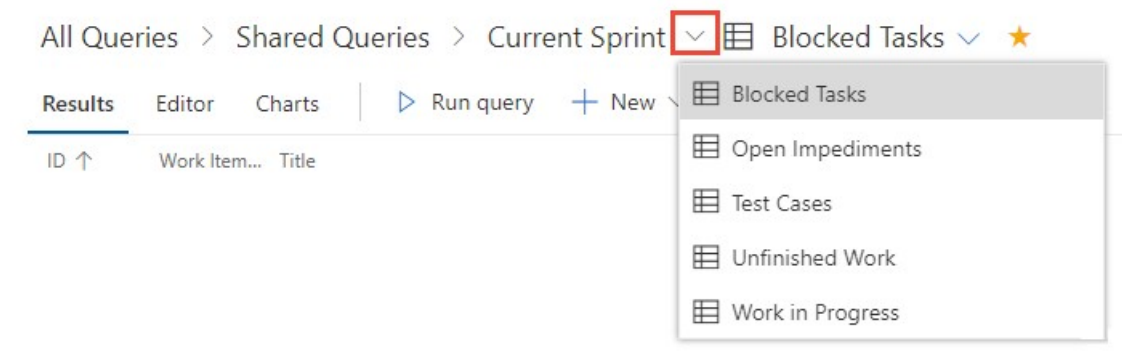 All Queries > Shared Queries > Current Sprint Blocked Tasks
Results Editor Charts Run query + New
ID ↑ Work Item... Title
Blocked Tasks
Open Impediments
Test Cases
Unfinished Work
Work in Progress